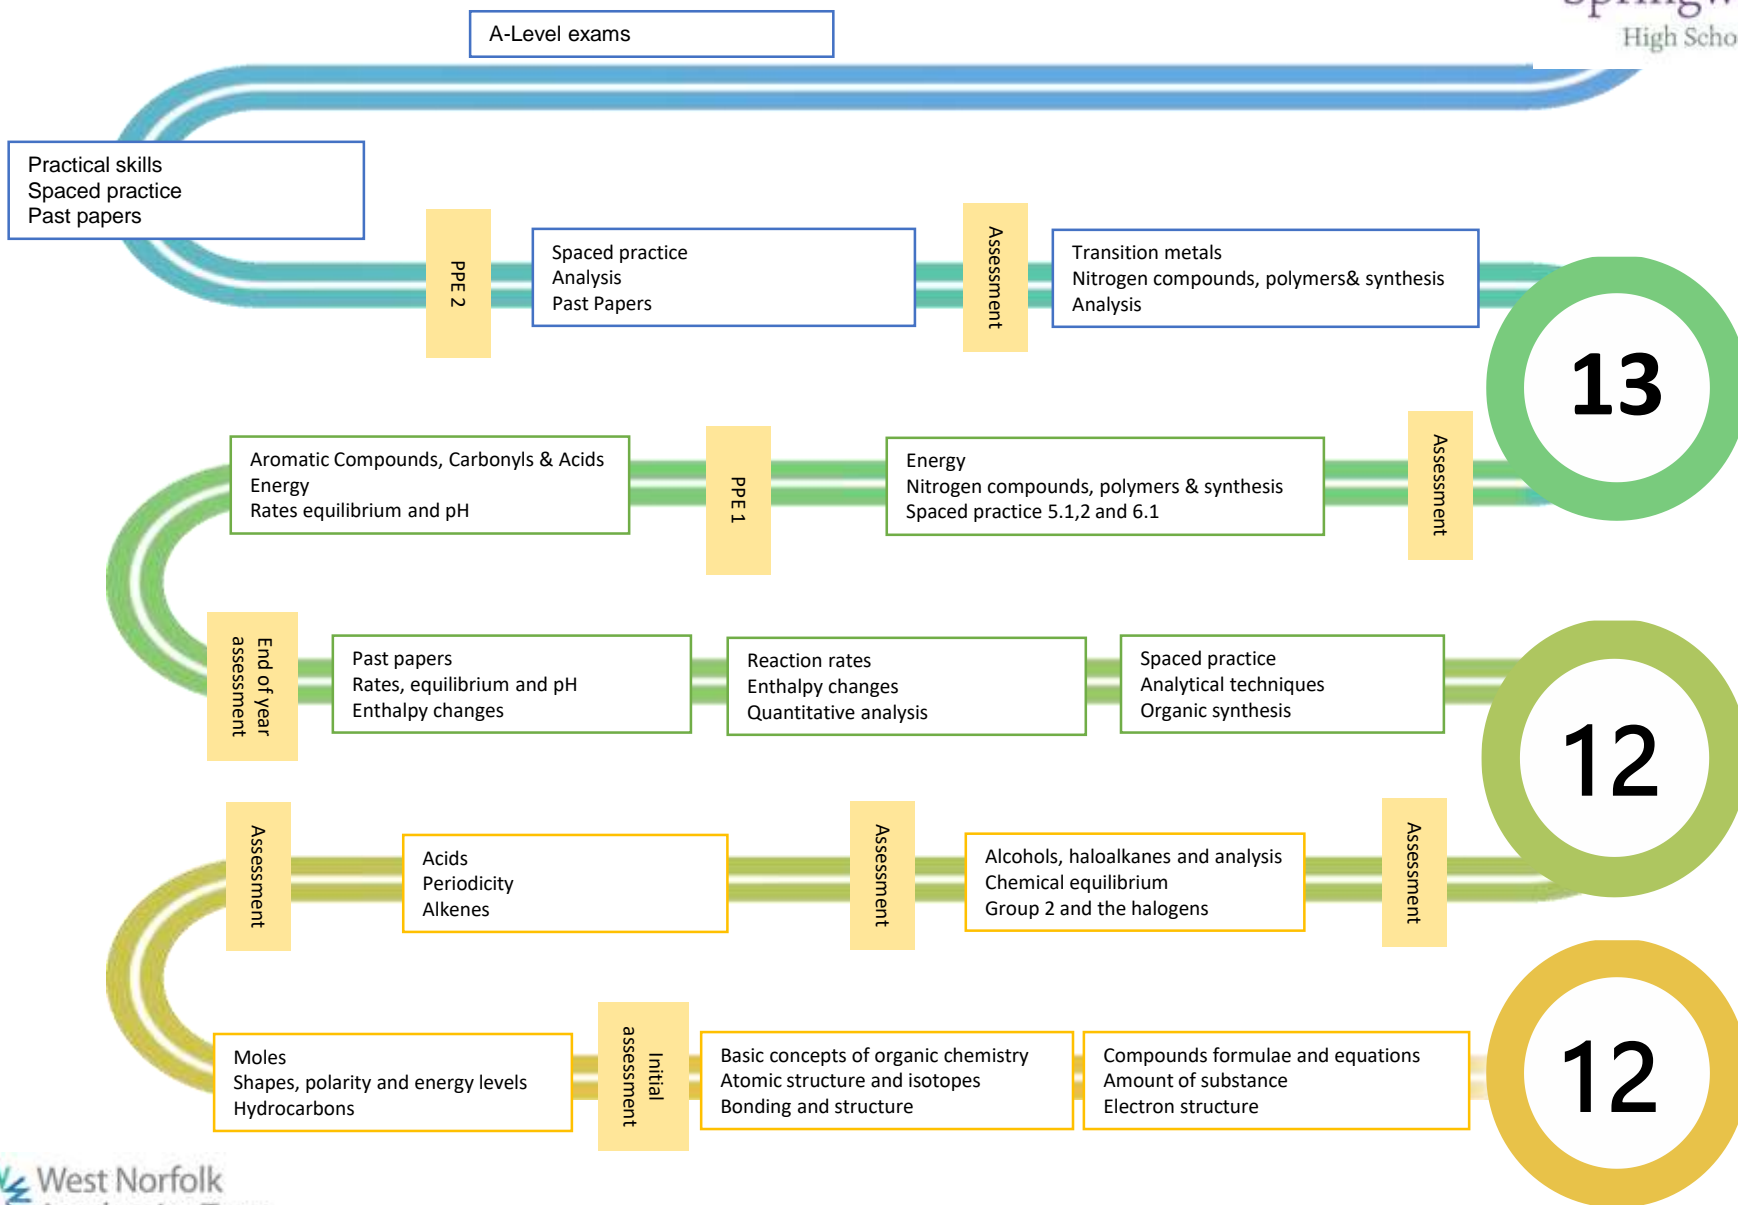 High Scho
A-Level exams
Practical skills
Spaced practice
Past papers
PPE 2
Spaced practice
Analysis
Past Papers
Assessment
Transition metals
Nitrogen compounds, polymers& synthesis
Analysis
13
Aromatic Compounds, Carbonyls & Acids
Energy
Rates equilibrium and pH
PPE 1
Energy
Nitrogen compounds, polymers & synthesis
Spaced practice 5.1,2 and 6.1
Assessment
End of year
assessment
Past papers
Rates, equilibrium and pH
Enthalpy changes
Reaction rates
Enthalpy changes
Quantitative analysis
Spaced practice
Analytical techniques
Organic synthesis
12
Assessment
Acids
Periodicity
Alkenes
Assessment
Alcohols, haloalkanes and analysis
Chemical equilibrium
Group 2 and the halogens
Assessment
Moles
Shapes, polarity and energy levels
Hydrocarbons
Initial
assessment
Basic concepts of organic chemistry
Atomic structure and isotopes
Bonding and structure
Compounds formulae and equations
Amount of substance
Electron structure
12
West Norfolk